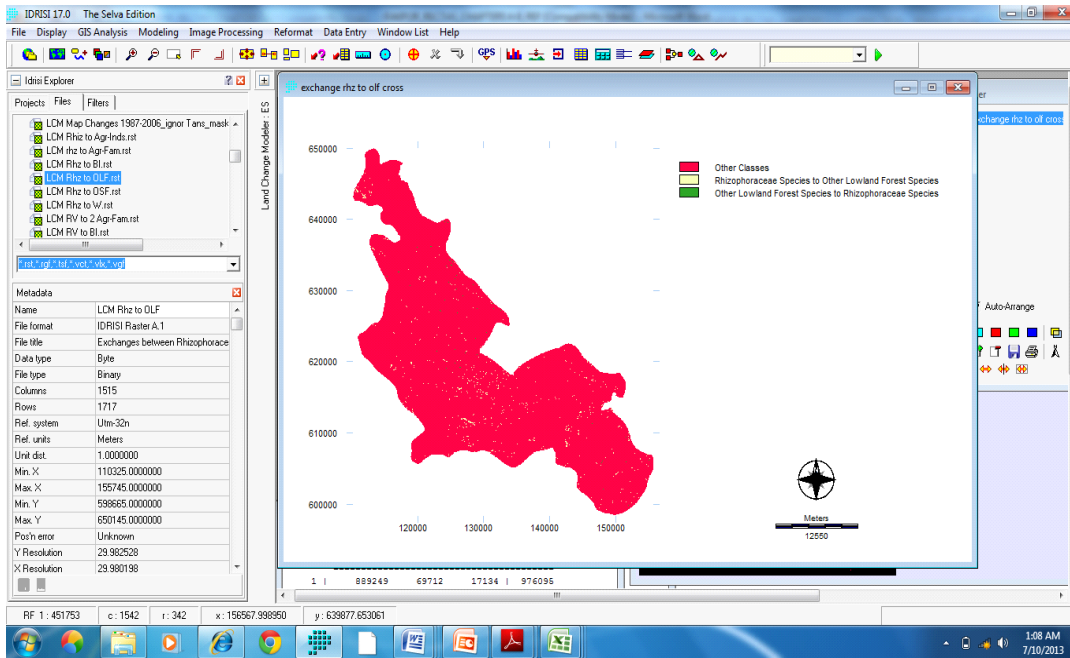 IDRISI 17.0 The Selva Edition
File Display GIS Analysis Modeling Image Processing Reformat Data Entry Window List Help
GPS
Idrisi Explorer
Projects Files Filters
LCM Map Changes 1987-2006_ignor Tans_mask
LCM Rhiz to Agr-Inds.rst
LCM rhz to Agr-Fam.rst
LCM Rhz to Bl.rst
LCM Rhz to OLF.rst
LCM Rhz to OSF.rst
LCM Rhz to W.rst
LCM RV to 2 Agr-Fam.rst
LCM RV to Bl.rst
*.rst,*.rgf,*.tsf,*.vct,*.vlx,*.vgf
Metadata
Name LCM Rhz to OLF
File format IDRISI Raster A.1
File title Exchanges between Rhizophorace
Data type Byte
File type Binary
Columns 1515
Rows 1717
Ref. system Utm-32n
Ref. units Meters
Unit dist. 1.0000000
Min. X 110325.0000000
Max. X 155745.0000000
Min. Y 598665.0000000
Max. Y 650145.0000000
Pos'n error Unknown
Y Resolution 29.982528
X Resolution 29.980198
Land Change Modeler : ES
exchange rhz to olf cross
650000
640000
630000
620000
610000
600000
120000 130000 140000 150000
Other Classes
Rhizophoraceae Species to Other Lowland Forest Species
Other Lowland Forest Species to Rhizophoraceae Species
Meters
12550
er
xchange rhz to olf cross
Auto-Arrange
1 | 889249 69712 17134 | 976095
RF 1 : 451753 c : 1542 r : 342 x : 156567.998950 y : 639877.653061
1:08 AM
7/10/2013